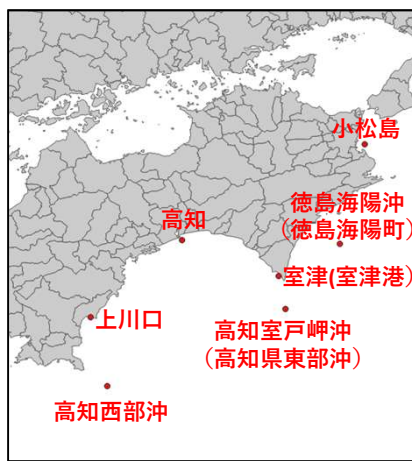 小松島
徳島海陽沖
（徳島海陽町）
高知
室津(室津港）
上川口
高知室戸岬沖
（高知県東部沖）
高知西部沖